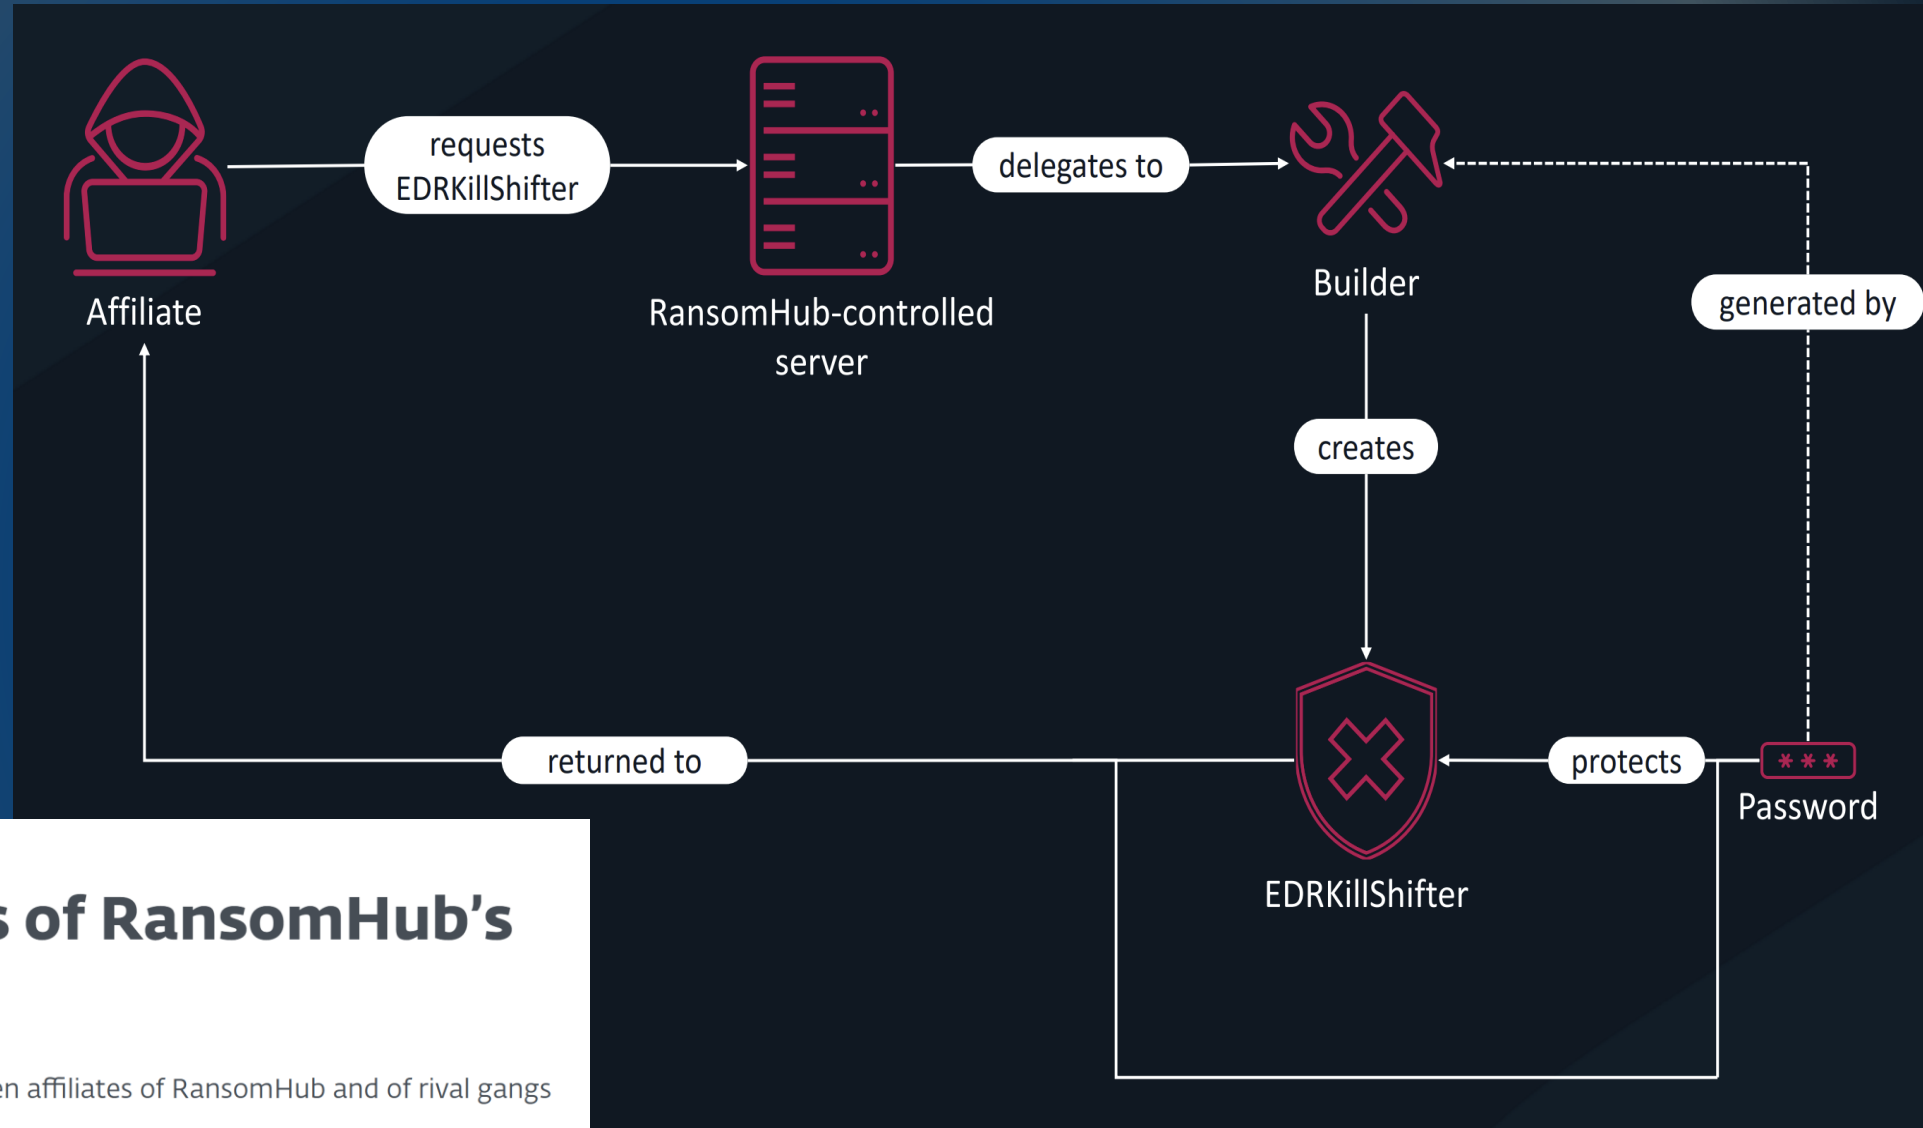 requests
EDRKillShifter
delegates to
Affiliate
RansomHub-controlled
server
Builder
generated by
creates
returned to
protects
***
Password
EDRKillShifter
s of RansomHub’s
en affiliates of RansomHub and of rival gangs